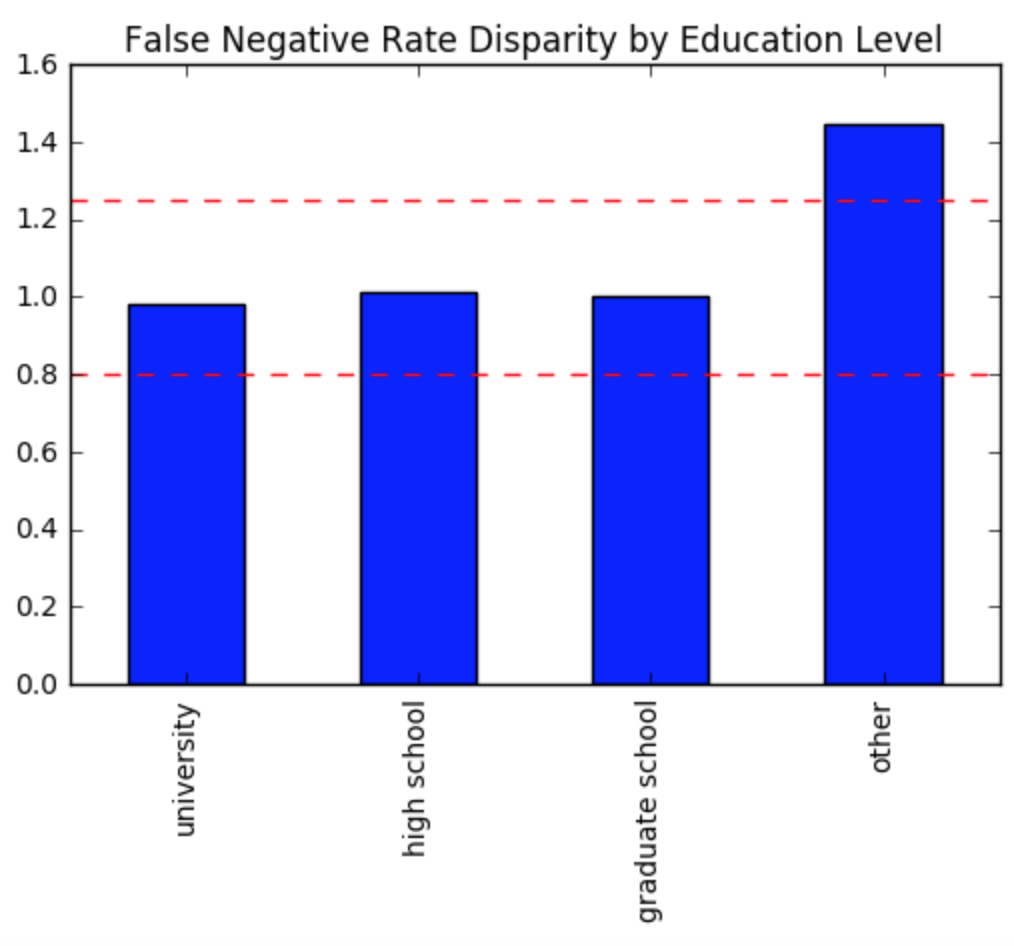 False Negative Rate Disparity by Education Level
1.6
1.4
1.2
1.0
0.8
0.6
0.4
0.2
0.0
university
high school
graduate school
other